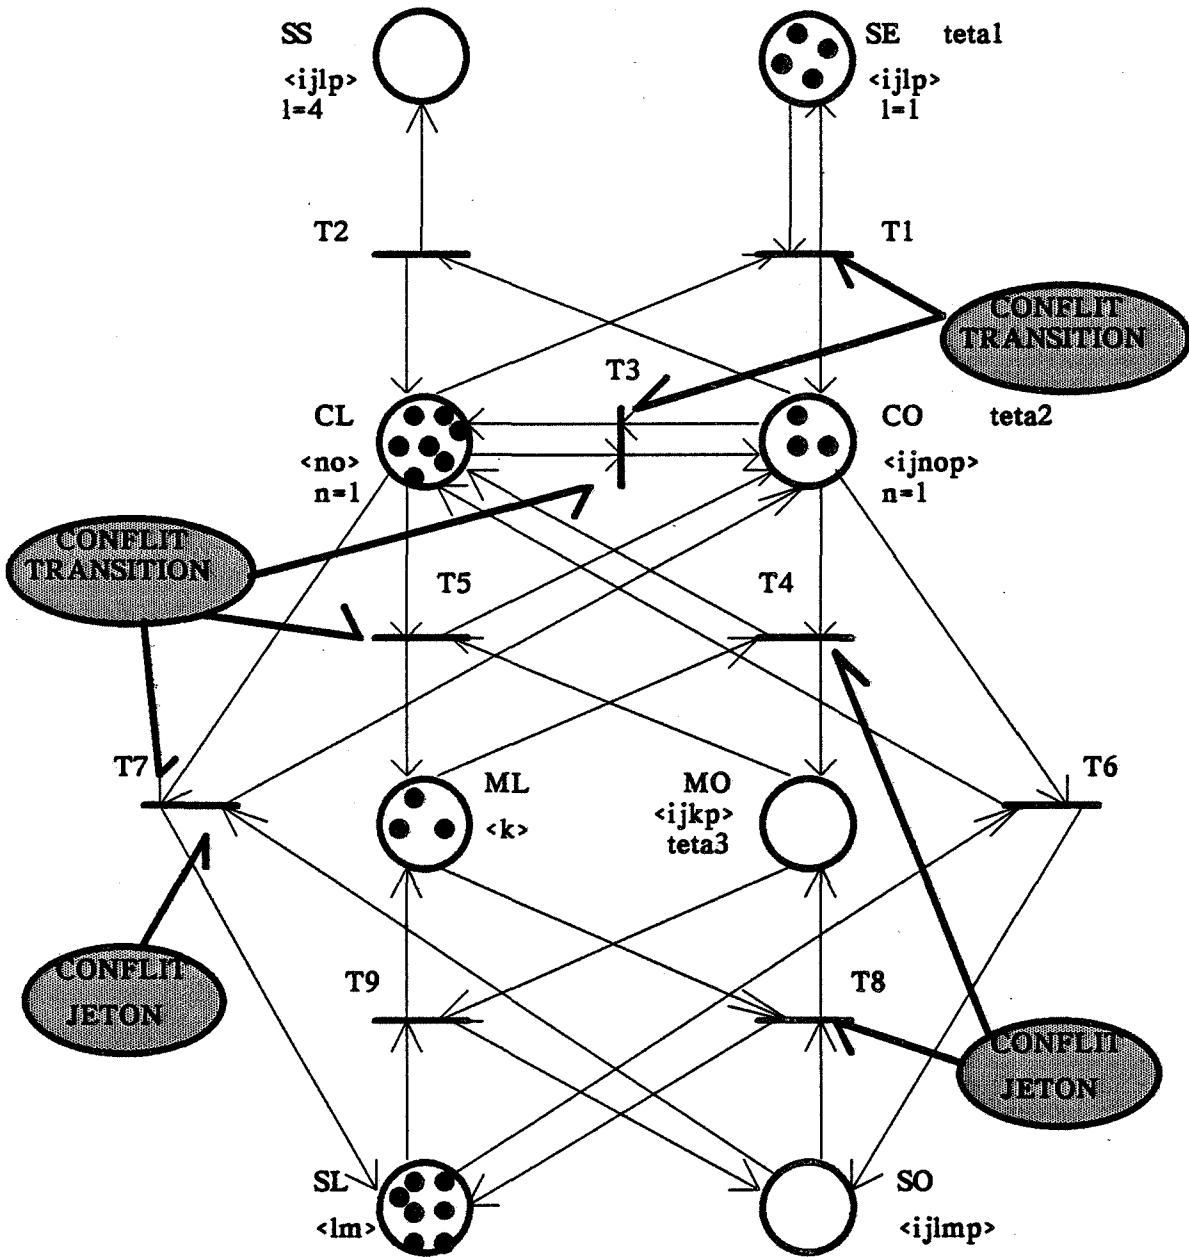 SS
<ijlp>
l=4
SE teta1
<ijlp>
l=1
T2
T1
CONFLIT
TRANSITION
T3
CL
<no>
n=1
CO teta2
<ijnop>
n=1
CONFLIT
TRANSITION
T5
T4
T7
ML
<k>
MO
<ijkp>
teta3
T6
CONFLIT
JETON
T9
T8
CONFLIT
JETON
SL
<lm>
SO
<ijlmp>